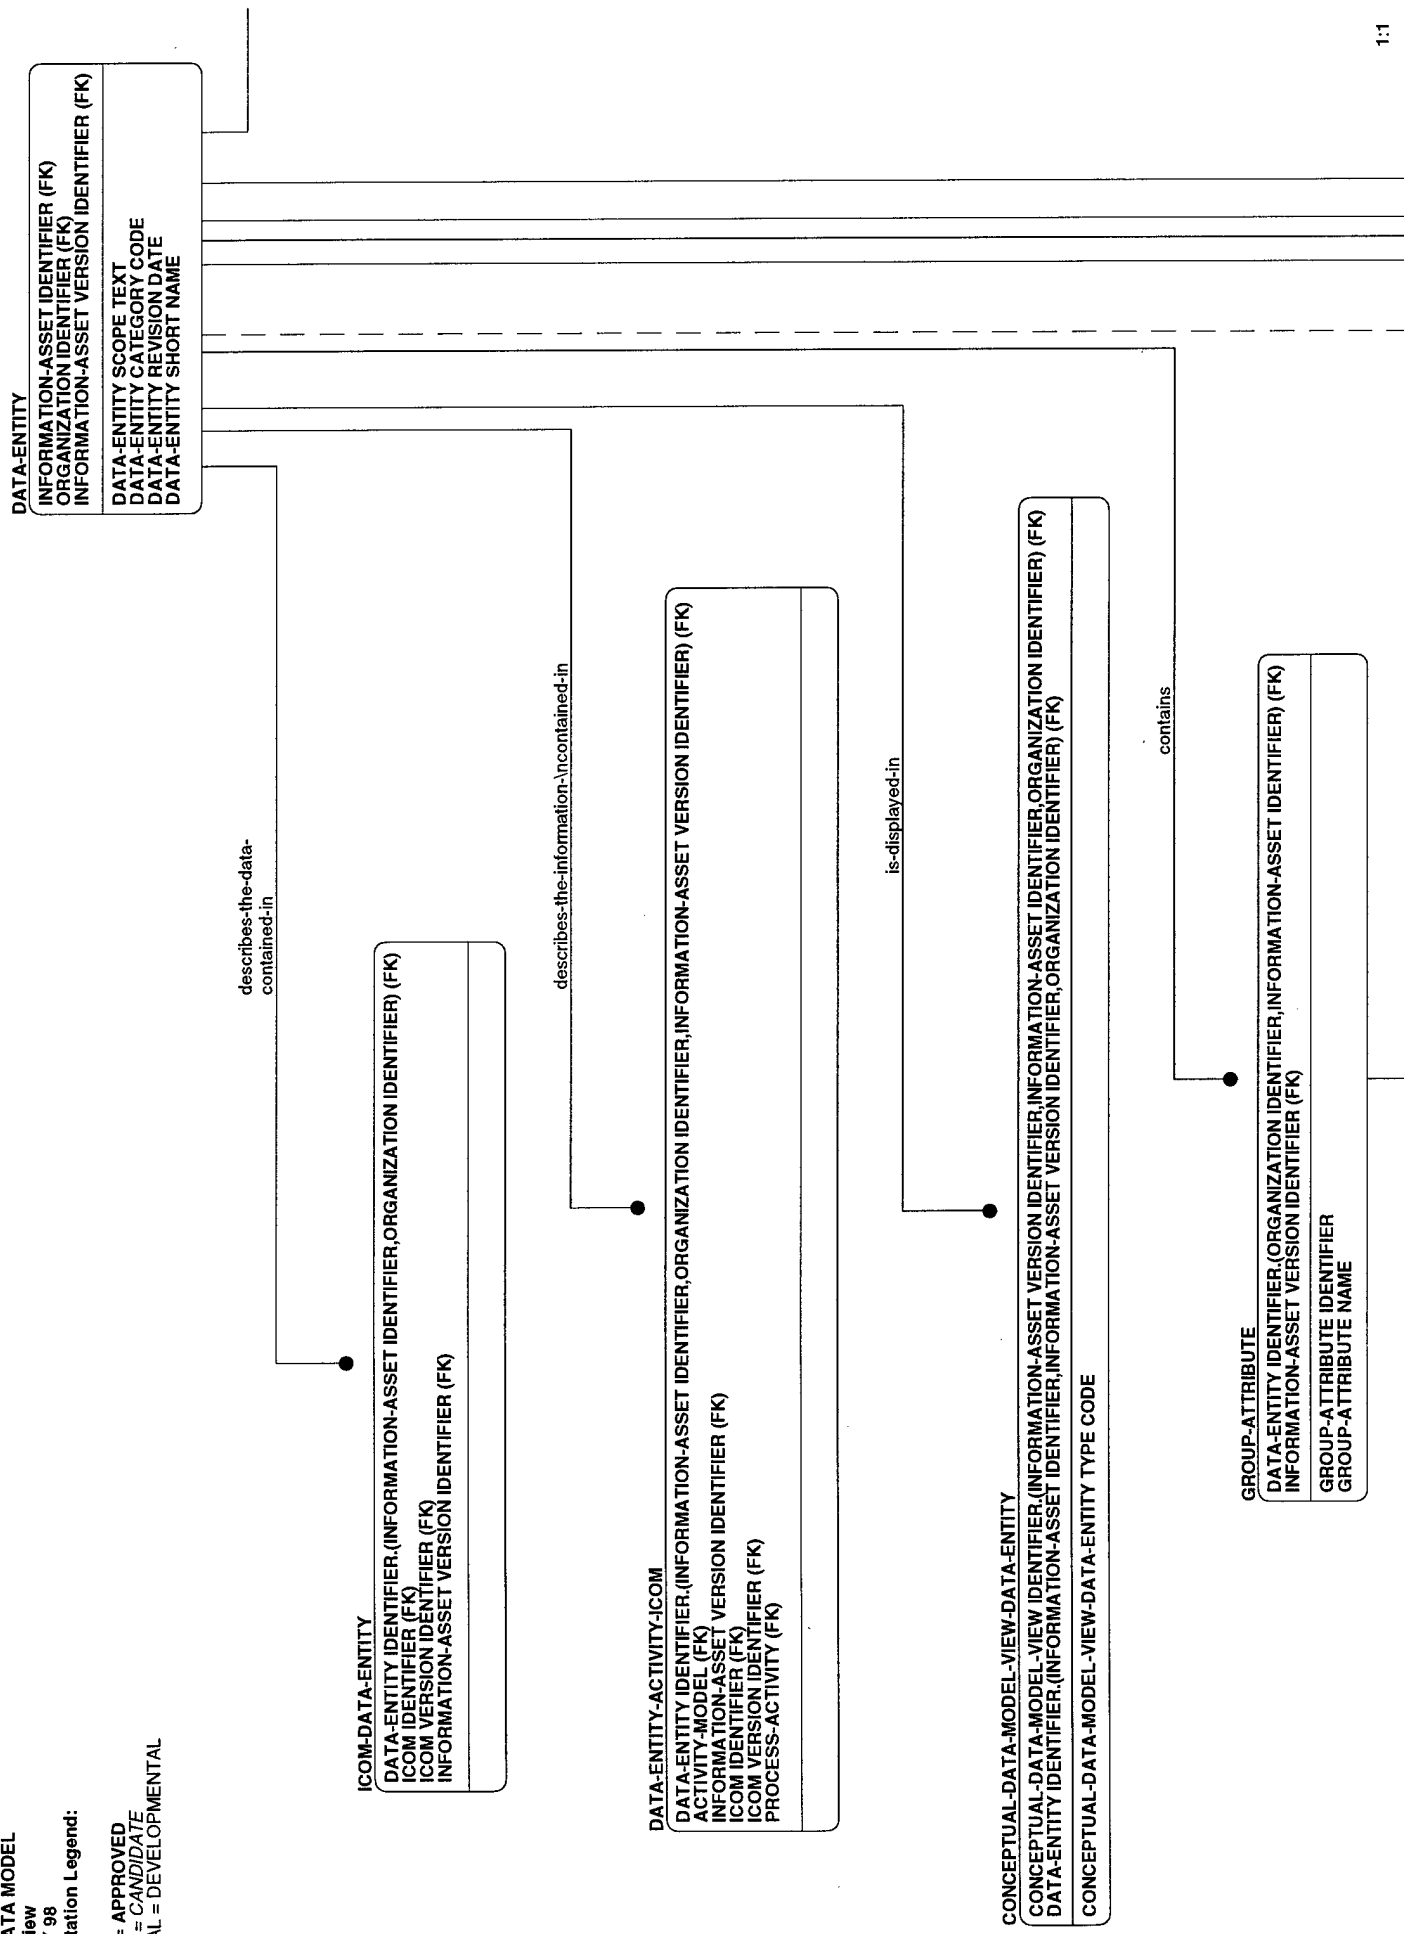 ATA MODEL
iew
98
tation Legend:
= APPROVED
= CANDIDATE
AL = DEVELOPMENTAL
DATA-ENTITY
INFORMATION-ASSET IDENTIFIER (FK)
ORGANIZATION IDENTIFIER (FK)
INFORMATION-ASSET VERSION IDENTIFIER (FK)
DATA-ENTITY SCOPE TEXT
DATA-ENTITY CATEGORY CODE
DATA-ENTITY REVISION DATE
DATA-ENTITY SHORT NAME
describes-the-data-
contained-in
ICOM-DATA-ENTITY
DATA-ENTITY IDENTIFIER.(INFORMATION-ASSET IDENTIFIER,ORGANIZATION IDENTIFIER) (FK)
ICOM IDENTIFIER (FK)
ICOM VERSION IDENTIFIER (FK)
INFORMATION-ASSET VERSION IDENTIFIER (FK)
describes-the-information-\ncontained-in
DATA-ENTITY-ACTIVITY-ICOM
DATA-ENTITY IDENTIFIER.(INFORMATION-ASSET IDENTIFIER,ORGANIZATION IDENTIFIER,INFORMATION-ASSET VERSION IDENTIFIER) (FK)
ACTIVITY-MODEL (FK)
INFORMATION-ASSET VERSION IDENTIFIER (FK)
ICOM IDENTIFIER (FK)
ICOM VERSION IDENTIFIER (FK)
PROCESS-ACTIVITY (FK)
is-displayed-in
CONCEPTUAL-DATA-MODEL-VIEW-DATA-ENTITY
CONCEPTUAL-DATA-MODEL-VIEW IDENTIFIER.(INFORMATION-ASSET VERSION IDENTIFIER,INFORMATION-ASSET IDENTIFIER,ORGANIZATION IDENTIFIER) (FK)
DATA-ENTITY IDENTIFIER.(INFORMATION-ASSET IDENTIFIER,INFORMATION-ASSET VERSION IDENTIFIER,ORGANIZATION IDENTIFIER) (FK)
CONCEPTUAL-DATA-MODEL-VIEW-DATA-ENTITY TYPE CODE
contains
GROUP-ATTRIBUTE
DATA-ENTITY IDENTIFIER.(ORGANIZATION IDENTIFIER,INFORMATION-ASSET IDENTIFIER) (FK)
INFORMATION-ASSET VERSION IDENTIFIER (FK)
GROUP-ATTRIBUTE IDENTIFIER
GROUP-ATTRIBUTE NAME
1:1